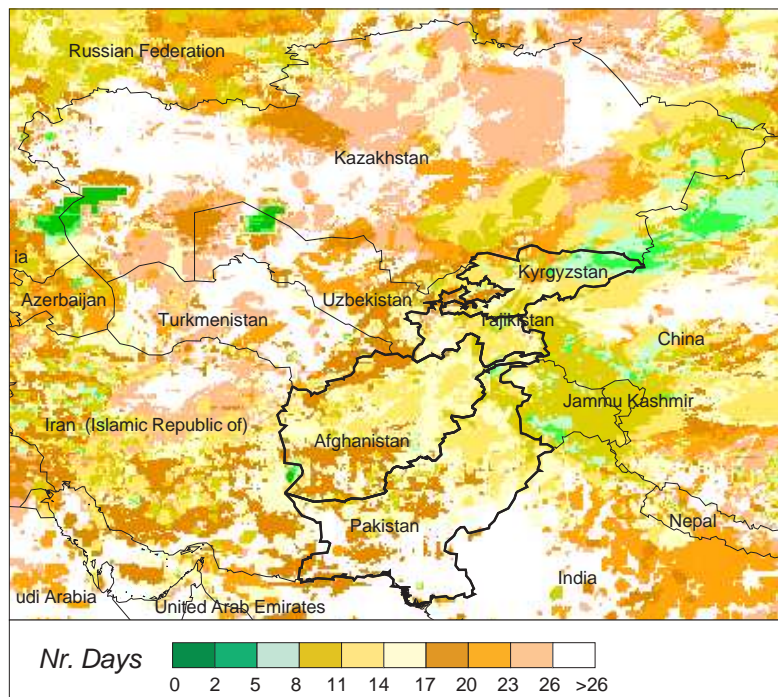 Russian Federation
Kazakhstan
ia
Kyrgyzstan
Azerbaijan
Uzbekistan
Turkmenistan
Tajikistan
China
Jammu Kashmir
Iran (Islamic Republic of)
Afghanistan
Pakistan
Nepal
India
udi Arabia
United Arab Emirates
Nr. Days
0 2 5 8 11 14 17 20 23 26 >26